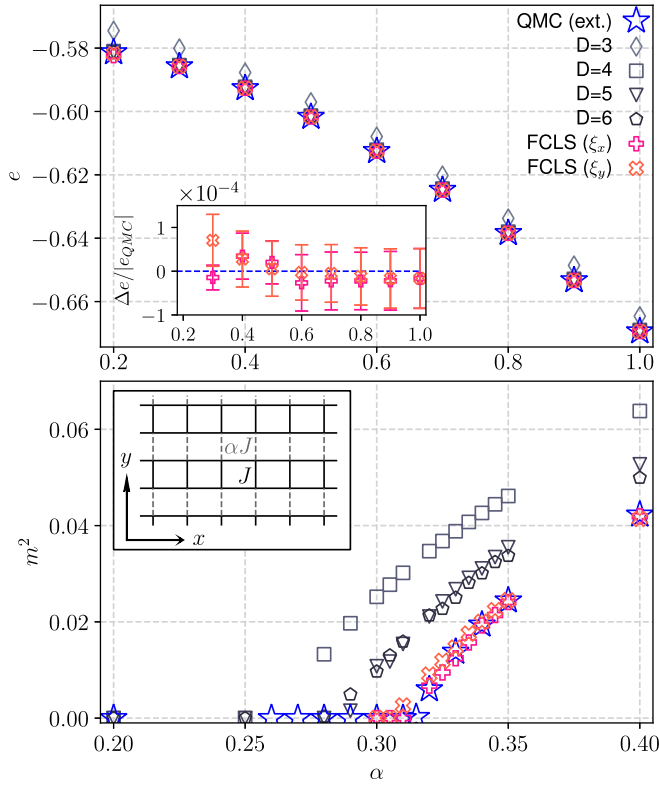 QMC (ext.)
D=3
D=4
D=5
D=6
FCLS (ξx)
FCLS (ξy)
−0.58
−0.60
−0.62
−0.64
−0.66
e
×10−4
1
0
−1
Δe/|eQMC|
0.2 0.4 0.6 0.8 1.0
0.2 0.4 0.6 0.8 1.0
0.06
0.04
0.02
0.00
m2
αJ
J
y
x
0.20 0.25 0.30 0.35 0.40
α